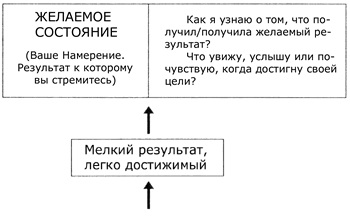 ЖЕЛАЕМОЕ
СОСТОЯНИЕ
(Ваше Намерение.
Результат к которому
вы стремитесь)
Как я узнаю о том, что по-
лучил/получила желаемый ре-
зультат?
Что увижу, услышу или по-
чувствую, когда достигну своей
цели?
Мелкий результат,
легко достижимый